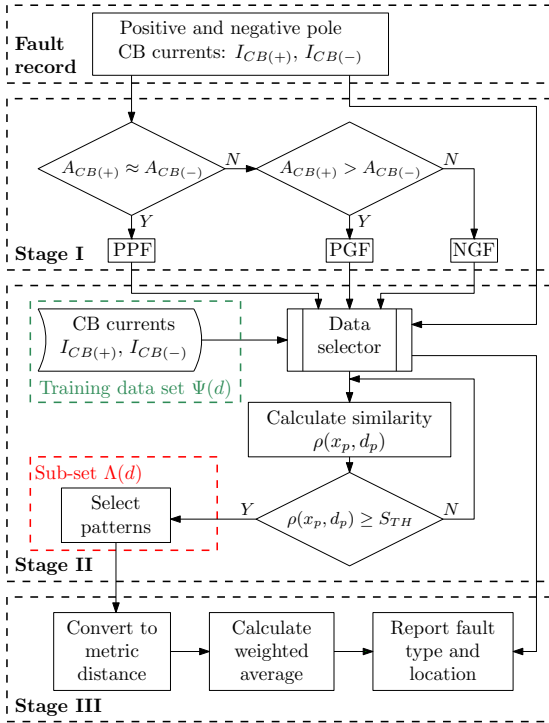 Fault
record
Positive and negative pole
CB currents: I_{CB(+)}, I_{CB(−)}
A_{CB(+)} ≈ A_{CB(−)}
N
A_{CB(+)} > A_{CB(−)}
N
Y
Y
PPF
PGF
NGF
Stage I
CB currents
I_{CB(+)}, I_{CB(−)}
Data
selector
Training data set Ψ(d)
Calculate similarity
ρ(x_p, d_p)
Sub-set Λ(d)
Select
patterns
Y
ρ(x_p, d_p) ≥ S_{TH}
N
Stage II
Convert to
metric
distance
Calculate
weighted
average
Report fault
type and
location
Stage III